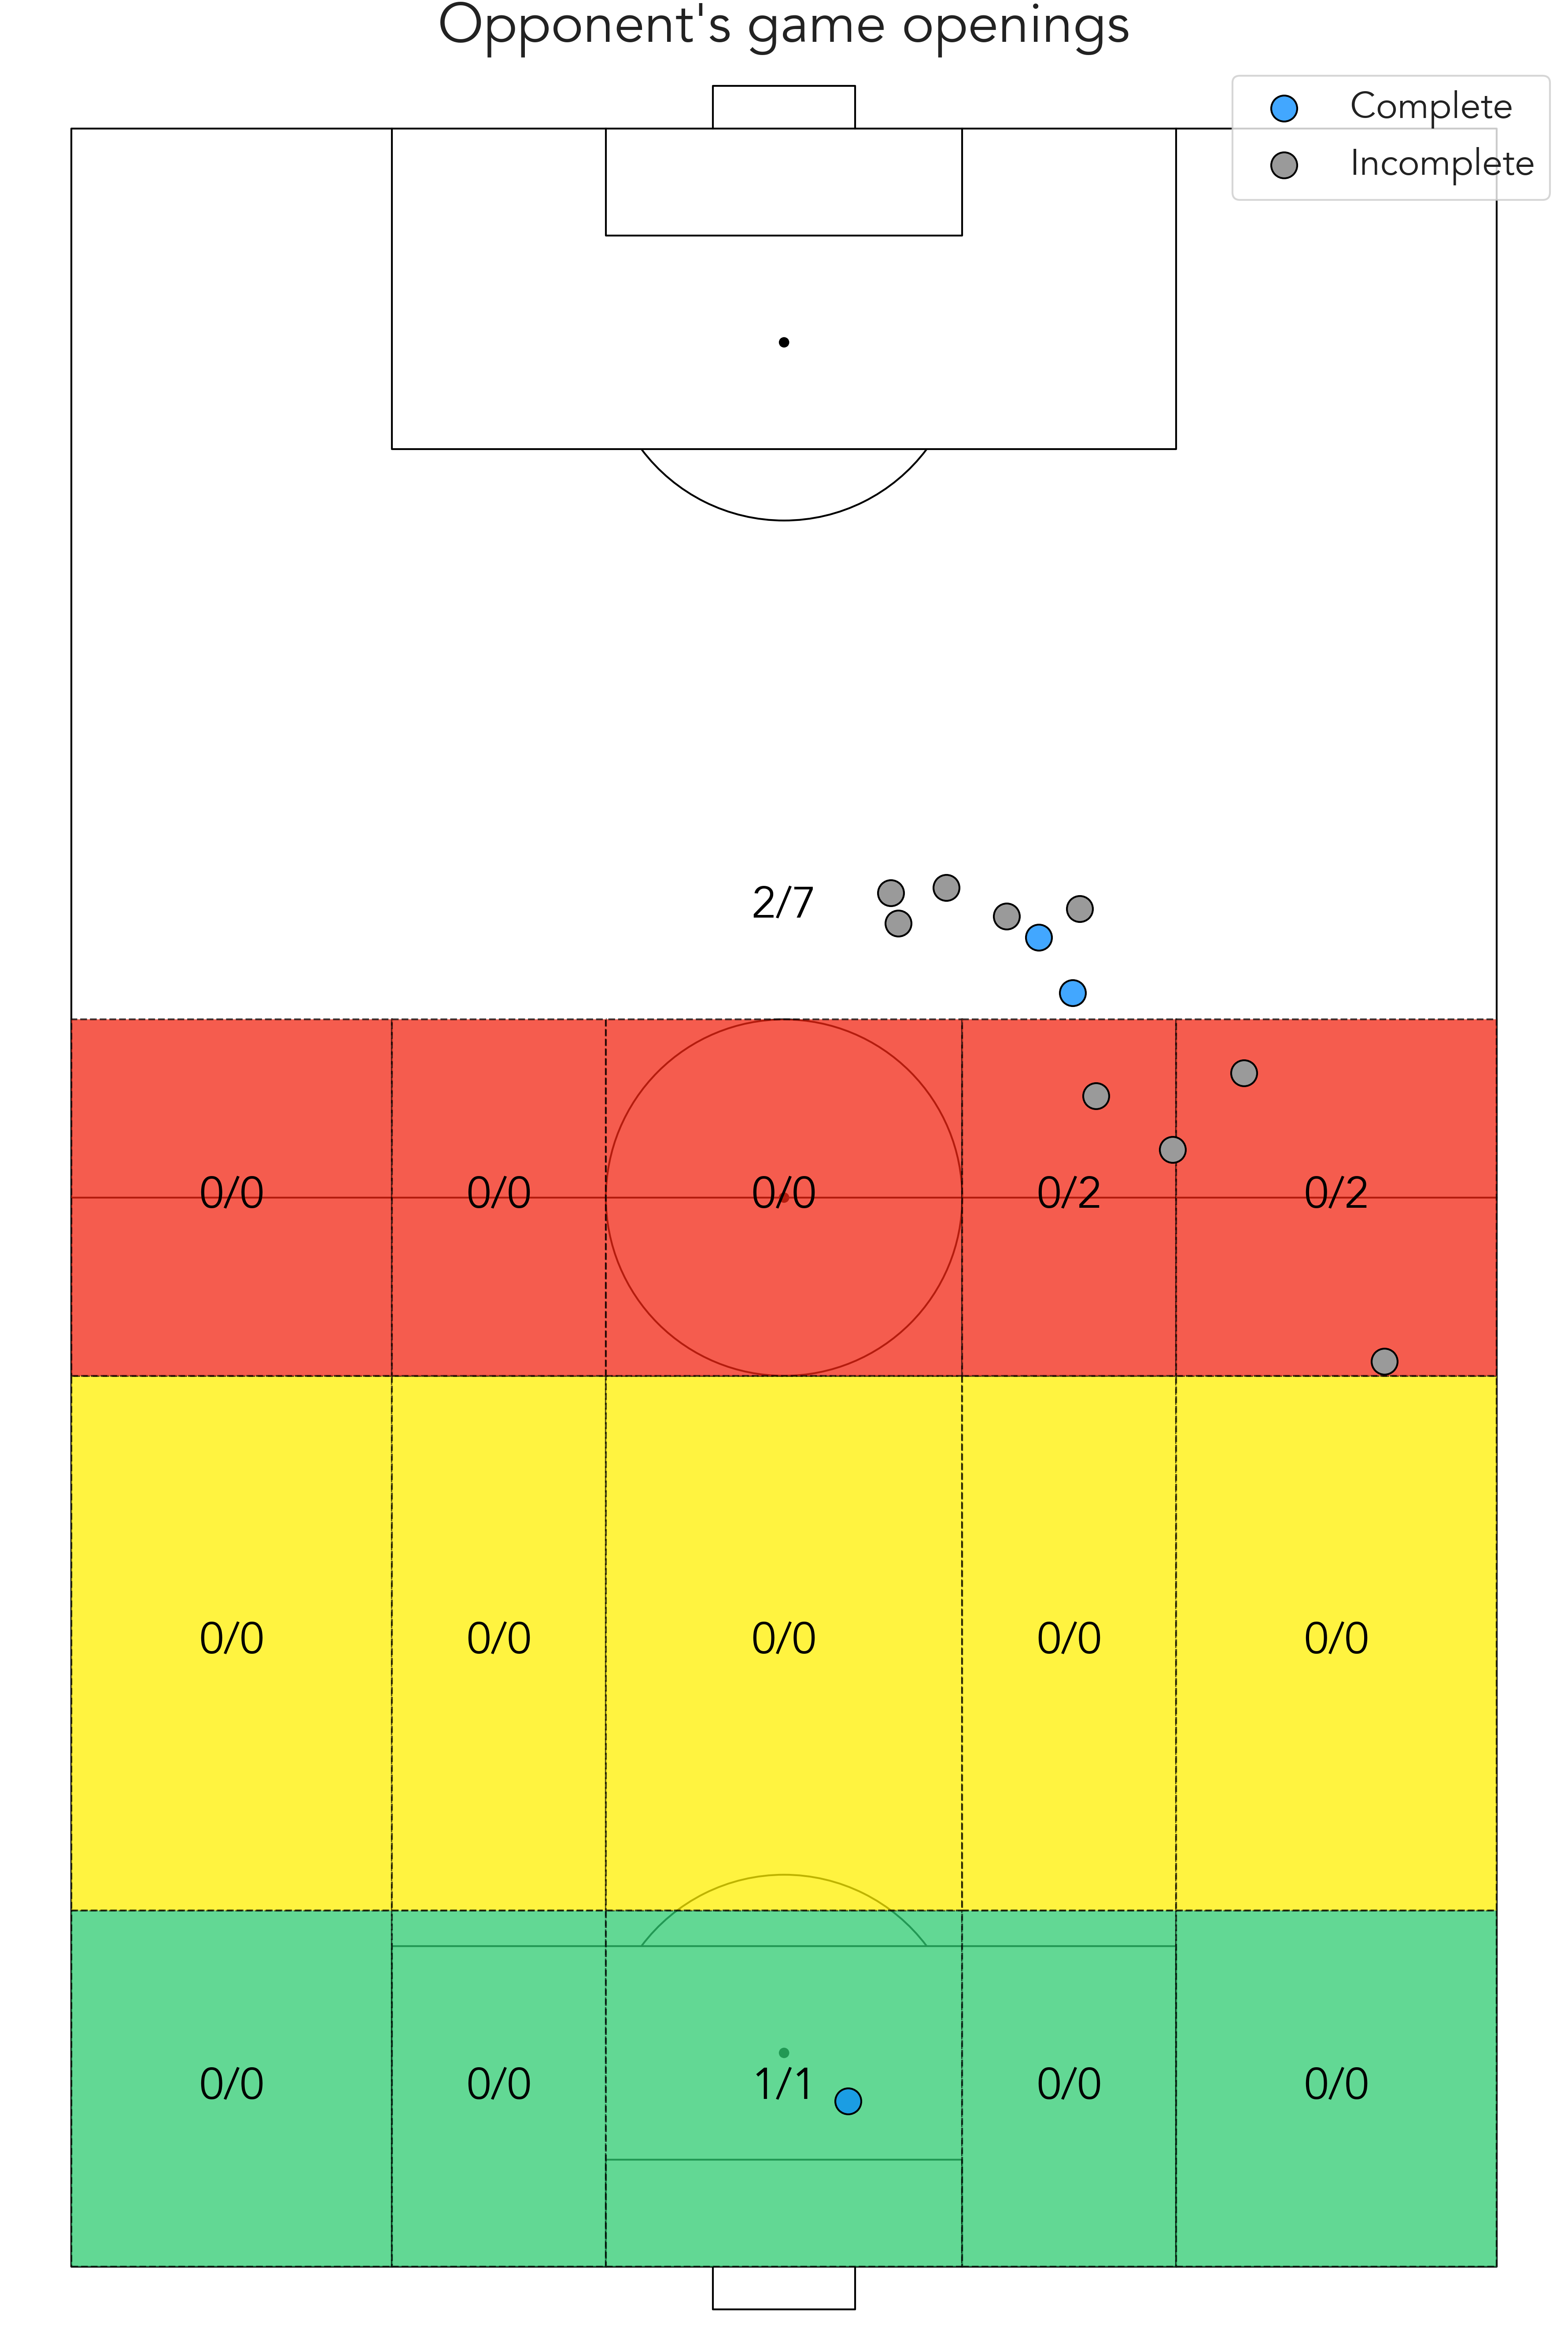 Opponent's game openings
Complete
Incomplete
2/7
0/0 0/0 0/0 0/2 0/2
0/0 0/0 0/0 0/0 0/0
0/0 0/0 1/1 0/0 0/0